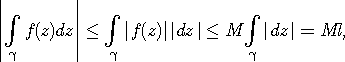 |∫_γ f(z)dz| ≤ ∫_γ |f(z)||dz| ≤ M∫_γ |dz| = Ml,